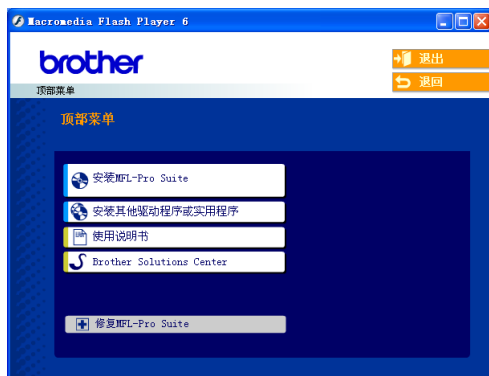 Macromedia Flash Player 6
brother
退出
退回
顶部菜单
顶部菜单
安装MFL-Pro Suite
安装其他驱动程序或实用程序
使用说明书
Brother Solutions Center
修复MFL-Pro Suite